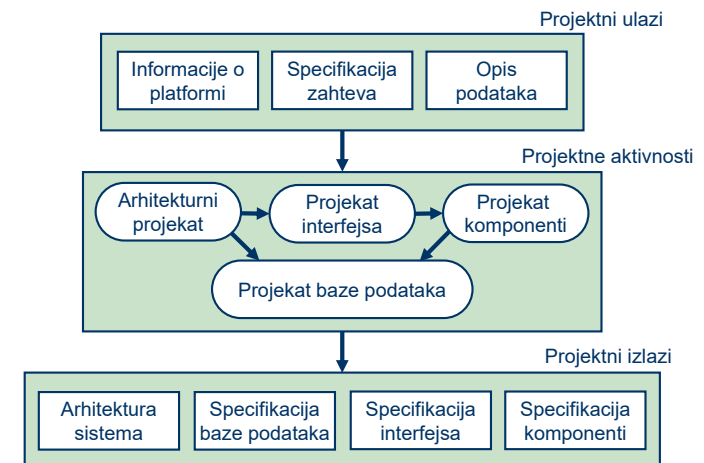 Projektni ulazi
Informacije o
platformi
Specifikacija
zahteva
Opis
podataka
Projektne aktivnosti
Arhitekturni
projekat
Projekat
interfejsa
Projekat
komponenti
Projekat baze podataka
Projektni izlazi
Arhitektura
sistema
Specifikacija
baze podataka
Specifikacija
interfejsa
Specifikacija
komponenti